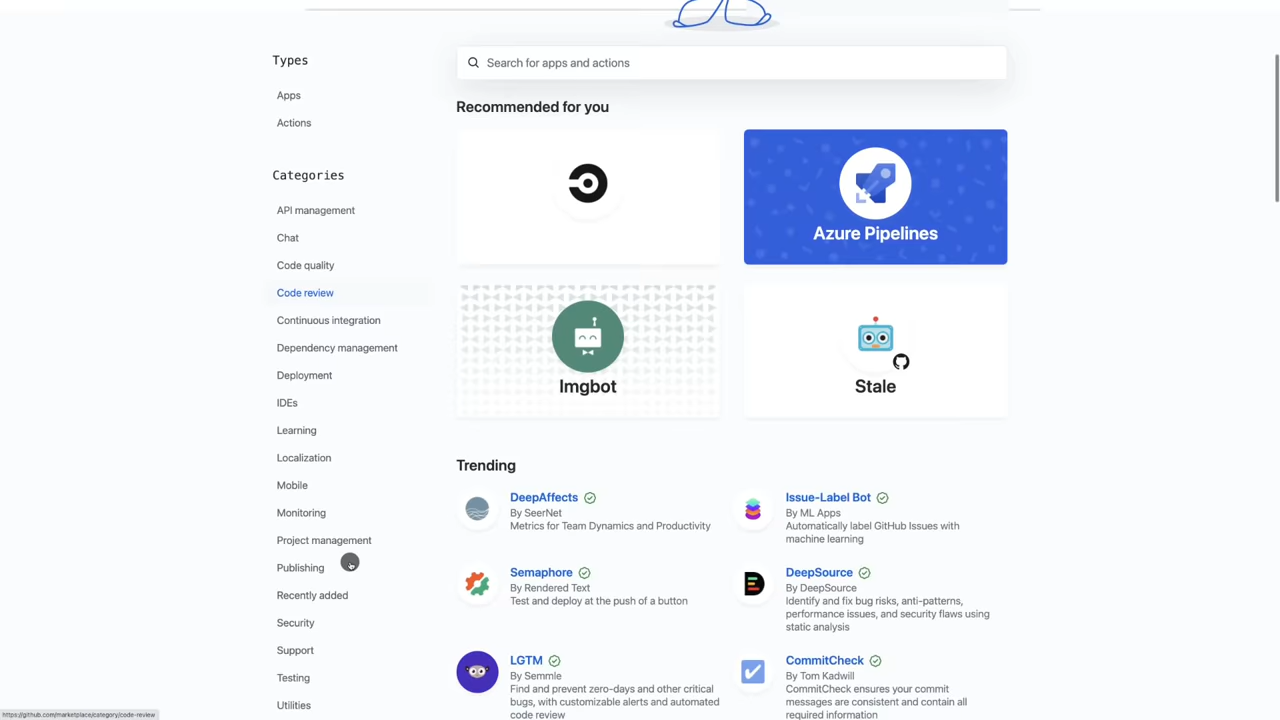 Types
Apps
Actions
Categories
API management
Chat
Code quality
Code review
Continuous integration
Dependency management
Deployment
IDEs
Learning
Localization
Mobile
Monitoring
Project management
Publishing
Recently added
Security
Support
Testing
Utilities
Search for apps and actions
Recommended for you
Azure Pipelines
Imgbot
Stale
Trending
DeepAffects
By SeerNet
Metrics for Team Dynamics and Productivity
Issue-Label Bot
By ML Apps
Automatically label GitHub Issues with
machine learning
Semaphore
By Rendered Text
Test and deploy at the push of a button
DeepSource
By DeepSource
Identify and fix bug risks, anti-patterns,
performance issues, and security flaws using
static analysis
LGTM
By Semmle
Find and prevent zero-days and other critical
bugs, with customizable alerts and automated
code review
CommitCheck
By Tom Kadwill
CommitCheck ensures your commit
messages are consistent and contain all
required information
https://github.com/marketplace/category/code-review